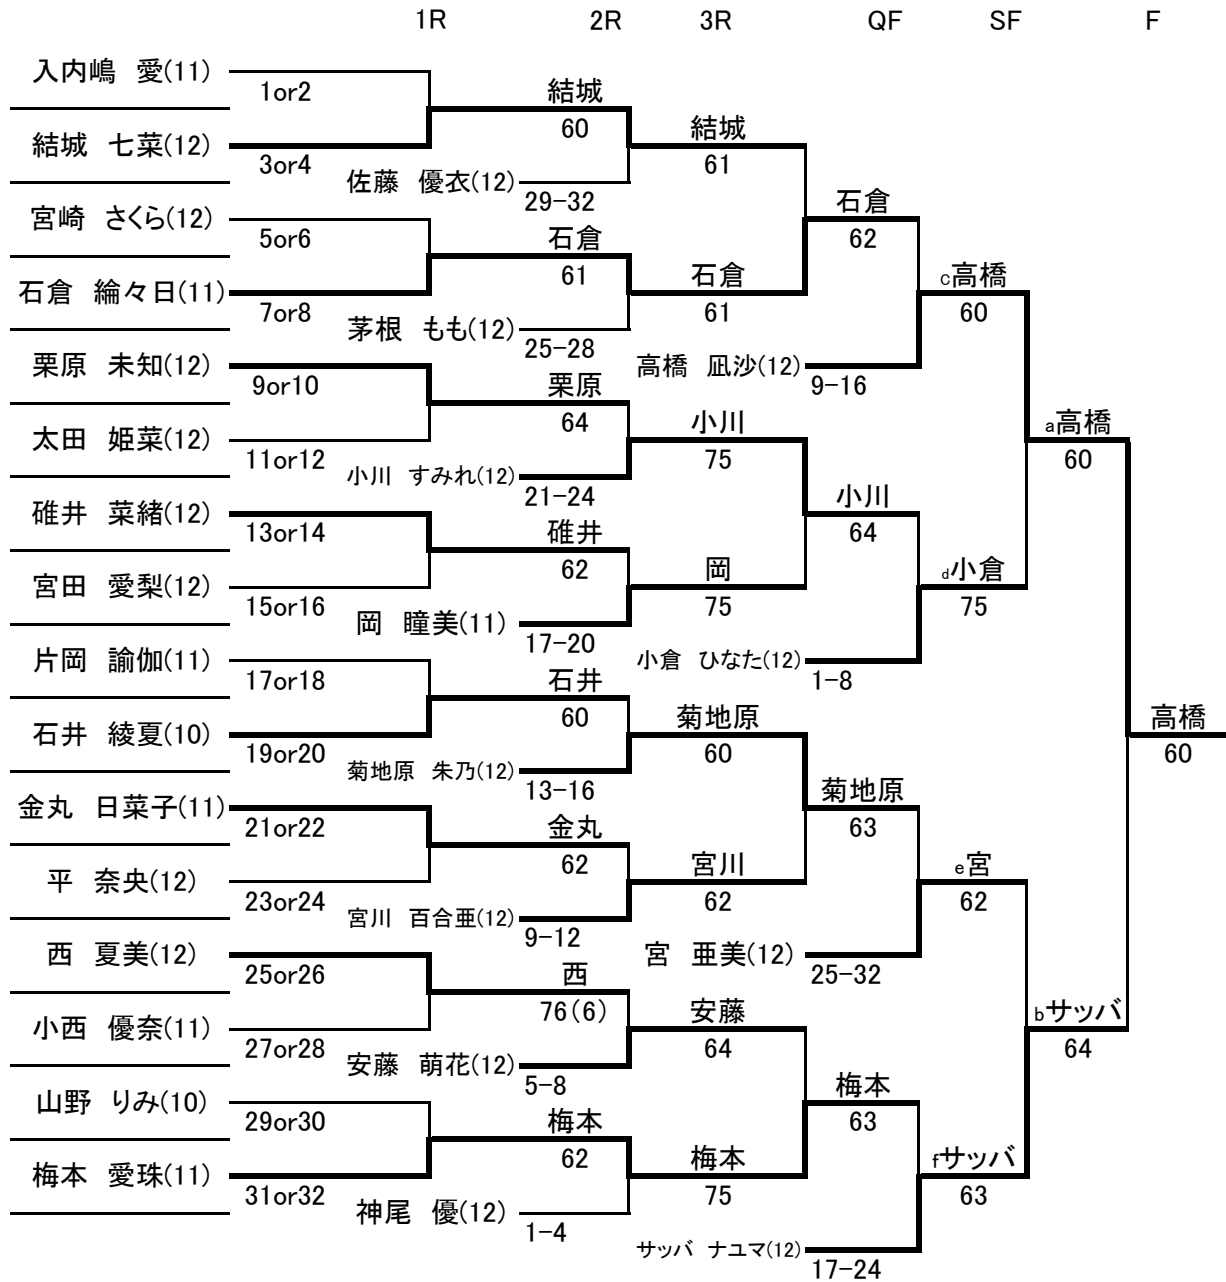 1R 2R 3R QF SF F
入内嶋 愛(11)
1or2
結城
60
結城 七菜(12)
結城
3or4
佐藤 優衣(12)
61
29-32
宮崎 さくら(12)
石倉
5or6
石倉
62
61
石倉 綸々日(11)
石倉
c高橋
7or8
茅根 もも(12)
61
60
25-28
栗原 未知(12)
高橋 凪沙(12)
9or10
栗原
9-16
64
太田 姫菜(12)
小川
a高橋
11or12
小川 すみれ(12)
75
60
21-24
碓井 菜緒(12)
小川
13or14
碓井
64
62
宮田 愛梨(12)
岡
d小倉
15or16
岡 瞳美(11)
75
75
17-20
片岡 諭伽(11)
小倉 ひなた(12)
17or18
石井
1-8
60
石井 綾夏(10)
菊地原
高橋
19or20
菊地原 朱乃(12)
60
60
13-16
金丸 日菜子(11)
菊地原
21or22
金丸
63
62
平 奈央(12)
宮川
e宮
23or24
宮川 百合亜(12)
62
62
9-12
西 夏美(12)
宮 亜美(12)
25or26
西
25-32
76(6)
小西 優奈(11)
安藤
bサッバ
27or28
安藤 萌花(12)
64
64
5-8
山野 りみ(10)
梅本
29or30
梅本
63
62
梅本 愛珠(11)
梅本
fサッバ
31or32
神尾 優(12)
75
63
1-4
サッバ ナユマ(12)
17-24